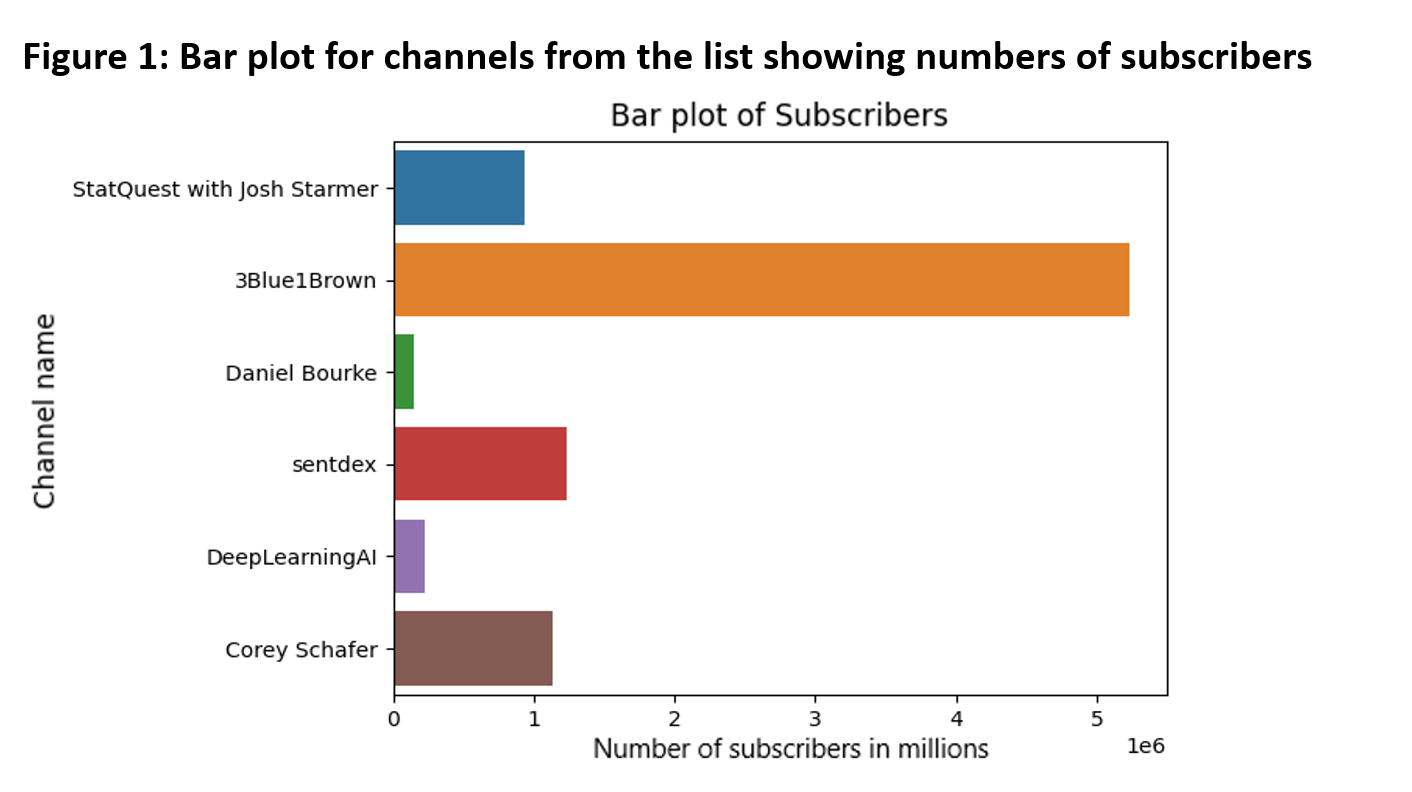 Figure 1: Bar plot for channels from the list showing numbers of subscribers
Bar plot of Subscribers
Channel name
StatQuest with Josh Starmer
3Blue1Brown
Daniel Bourke
sentdex
DeepLearningAI
Corey Schafer
0 1 2 3 4 5
Number of subscribers in millions
1e6